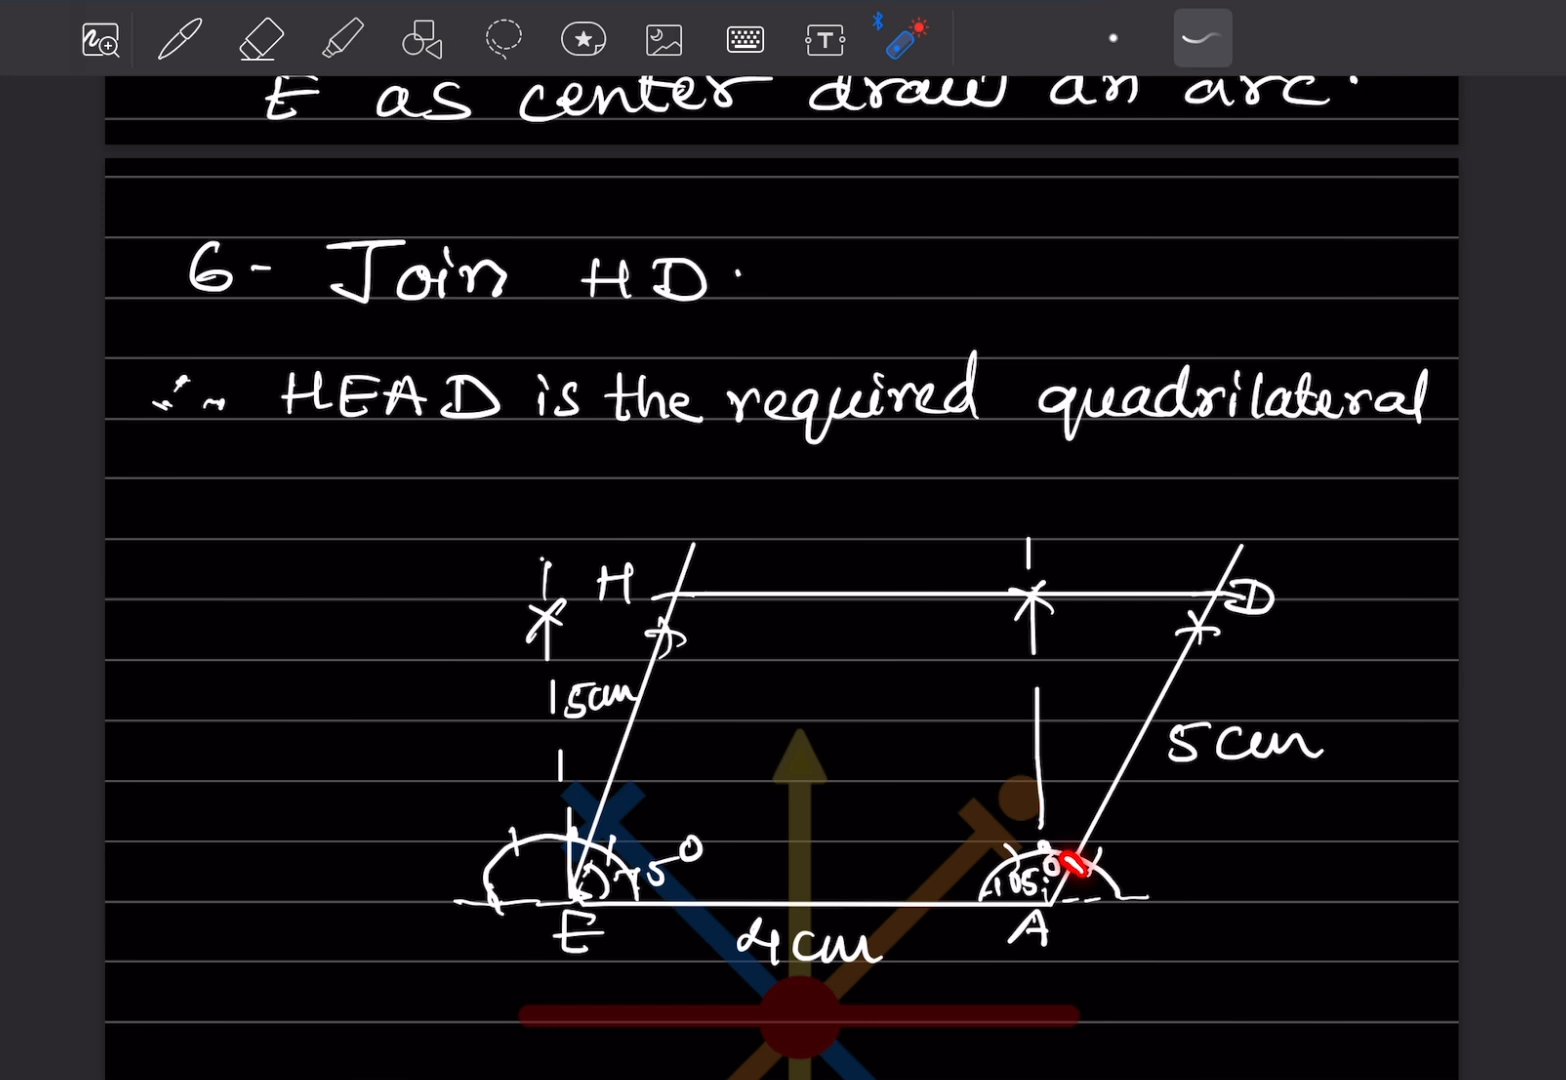 E as center draw an arc.
6- Join HD.
∴ HEAD is the required quadrilateral
H
D
5cm
5cm
75°
105°
E
4cm
A